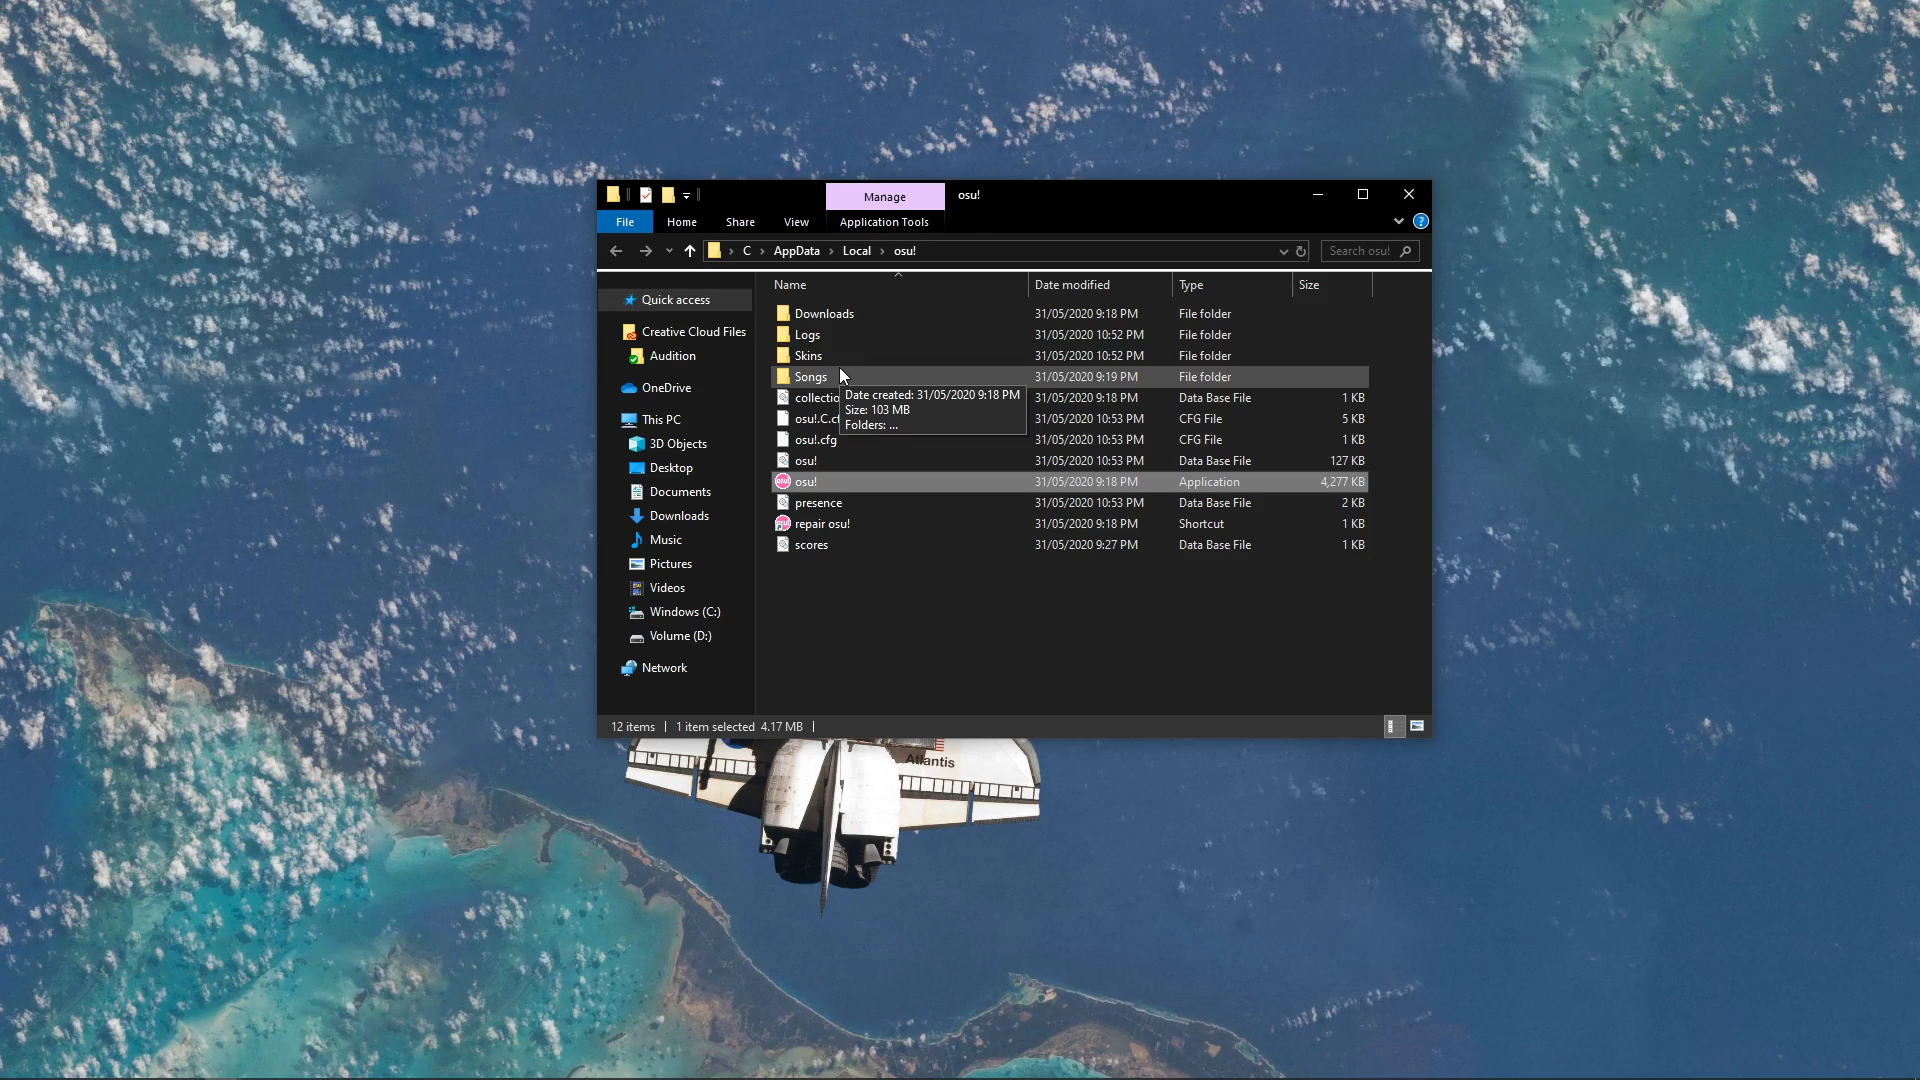 Manage
osu!
File
Home
Share
View
Application Tools
C
AppData
Local
osu!
Search osu!
Name
Date modified
Type
Size
Quick access
Creative Cloud Files
Audition
OneDrive
This PC
3D Objects
Desktop
Documents
Downloads
Music
Pictures
Videos
Windows (C:)
Volume (D:)
Network
Downloads 31/05/2020 9:18 PM File folder
Logs 31/05/2020 10:52 PM File folder
Skins 31/05/2020 10:52 PM File folder
Songs 31/05/2020 9:19 PM File folder
collectio 31/05/2020 9:18 PM Data Base File 1 KB
osu!.C.cf 31/05/2020 10:53 PM CFG File 5 KB
osu!.cfg 31/05/2020 10:53 PM CFG File 1 KB
osu! 31/05/2020 10:53 PM Data Base File 127 KB
osu! 31/05/2020 9:18 PM Application 4,277 KB
presence 31/05/2020 10:53 PM Data Base File 2 KB
repair osu! 31/05/2020 9:18 PM Shortcut 1 KB
scores 31/05/2020 9:27 PM Data Base File 1 KB
Date created: 31/05/2020 9:18 PM
Size: 103 MB
Folders: ...
12 items
1 item selected 4.17 MB
Atlantis